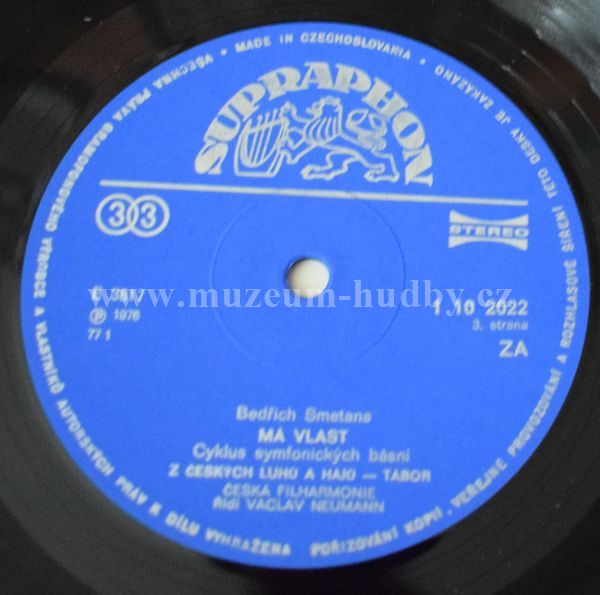 VŠECHNA PRÁVA GRAMOFONOVÉHO VÝROBCE A VLASTNÍKŮ AUTORSKÝCH PRÁV K DÍLU VYHRAŽENA POŘIZOVÁNÍ KOPIÍ, VEŘEJNÉ PROVOZOVÁNÍ A ROZHLASOVÉ ŠÍŘENÍ TÉTO DESKY JE ZAKÁZÁNO • MADE IN CZECHOSLOVAKIA •
SUPRAPHON
33
STEREO
www.muzeum-hudby.cz
℗ 1976
1 10 2022
77 1
3. strana
ZA
Bedřich Smetana
MÁ VLAST
Cyklus symfonických básní
Z ČESKÝCH LUHŮ A HÁJŮ — TÁBOR
ČESKÁ FILHARMONIE
Řídí VÁCLAV NEUMANN